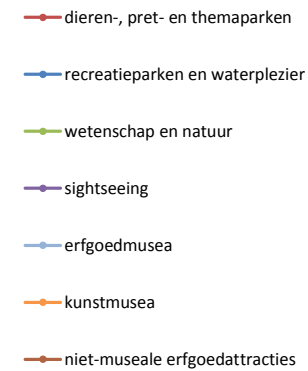 dieren-, pret- en themaparken
recreatieparken en waterplezier
wetenschap en natuur
sightseeing
erfgoedmusea
kunstmusea
niet-museale erfgoedattracties